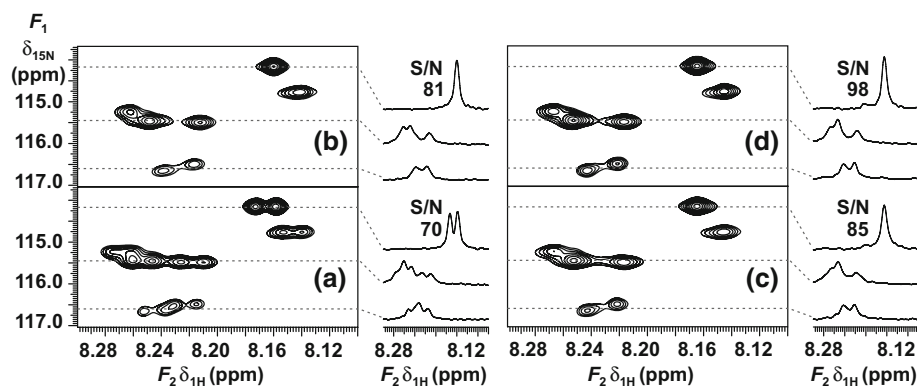 F₁
δ₁₅N
(ppm)
115.0
116.0
117.0
(b)
S/N
81
(d)
S/N
98
115.0
116.0
117.0
(a)
S/N
70
(c)
S/N
85
8.28 8.24 8.20 8.16 8.12
8.28 8.12
8.28 8.24 8.20 8.16 8.12
8.28 8.12
F₂ δ₁H (ppm)
F₂ δ₁H (ppm)
F₂ δ₁H (ppm)
F₂ δ₁H (ppm)